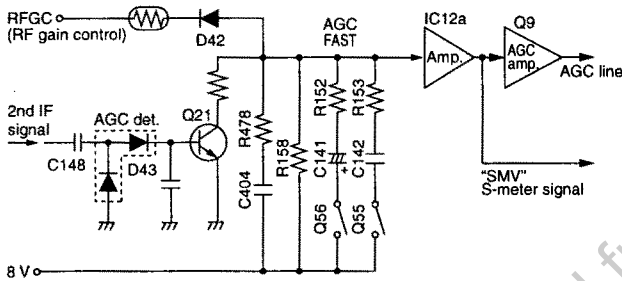 RFGC
(RF gain control)
D42
AGC
FAST
IC12a
Q9
Amp.
AGC
amp.
AGC line
2nd IF
signal
AGC det.
Q21
C148
D43
R478
C404
R158
R152
C141
+
Q56
R153
C142
Q55
"SMV"
S-meter signal
8 V